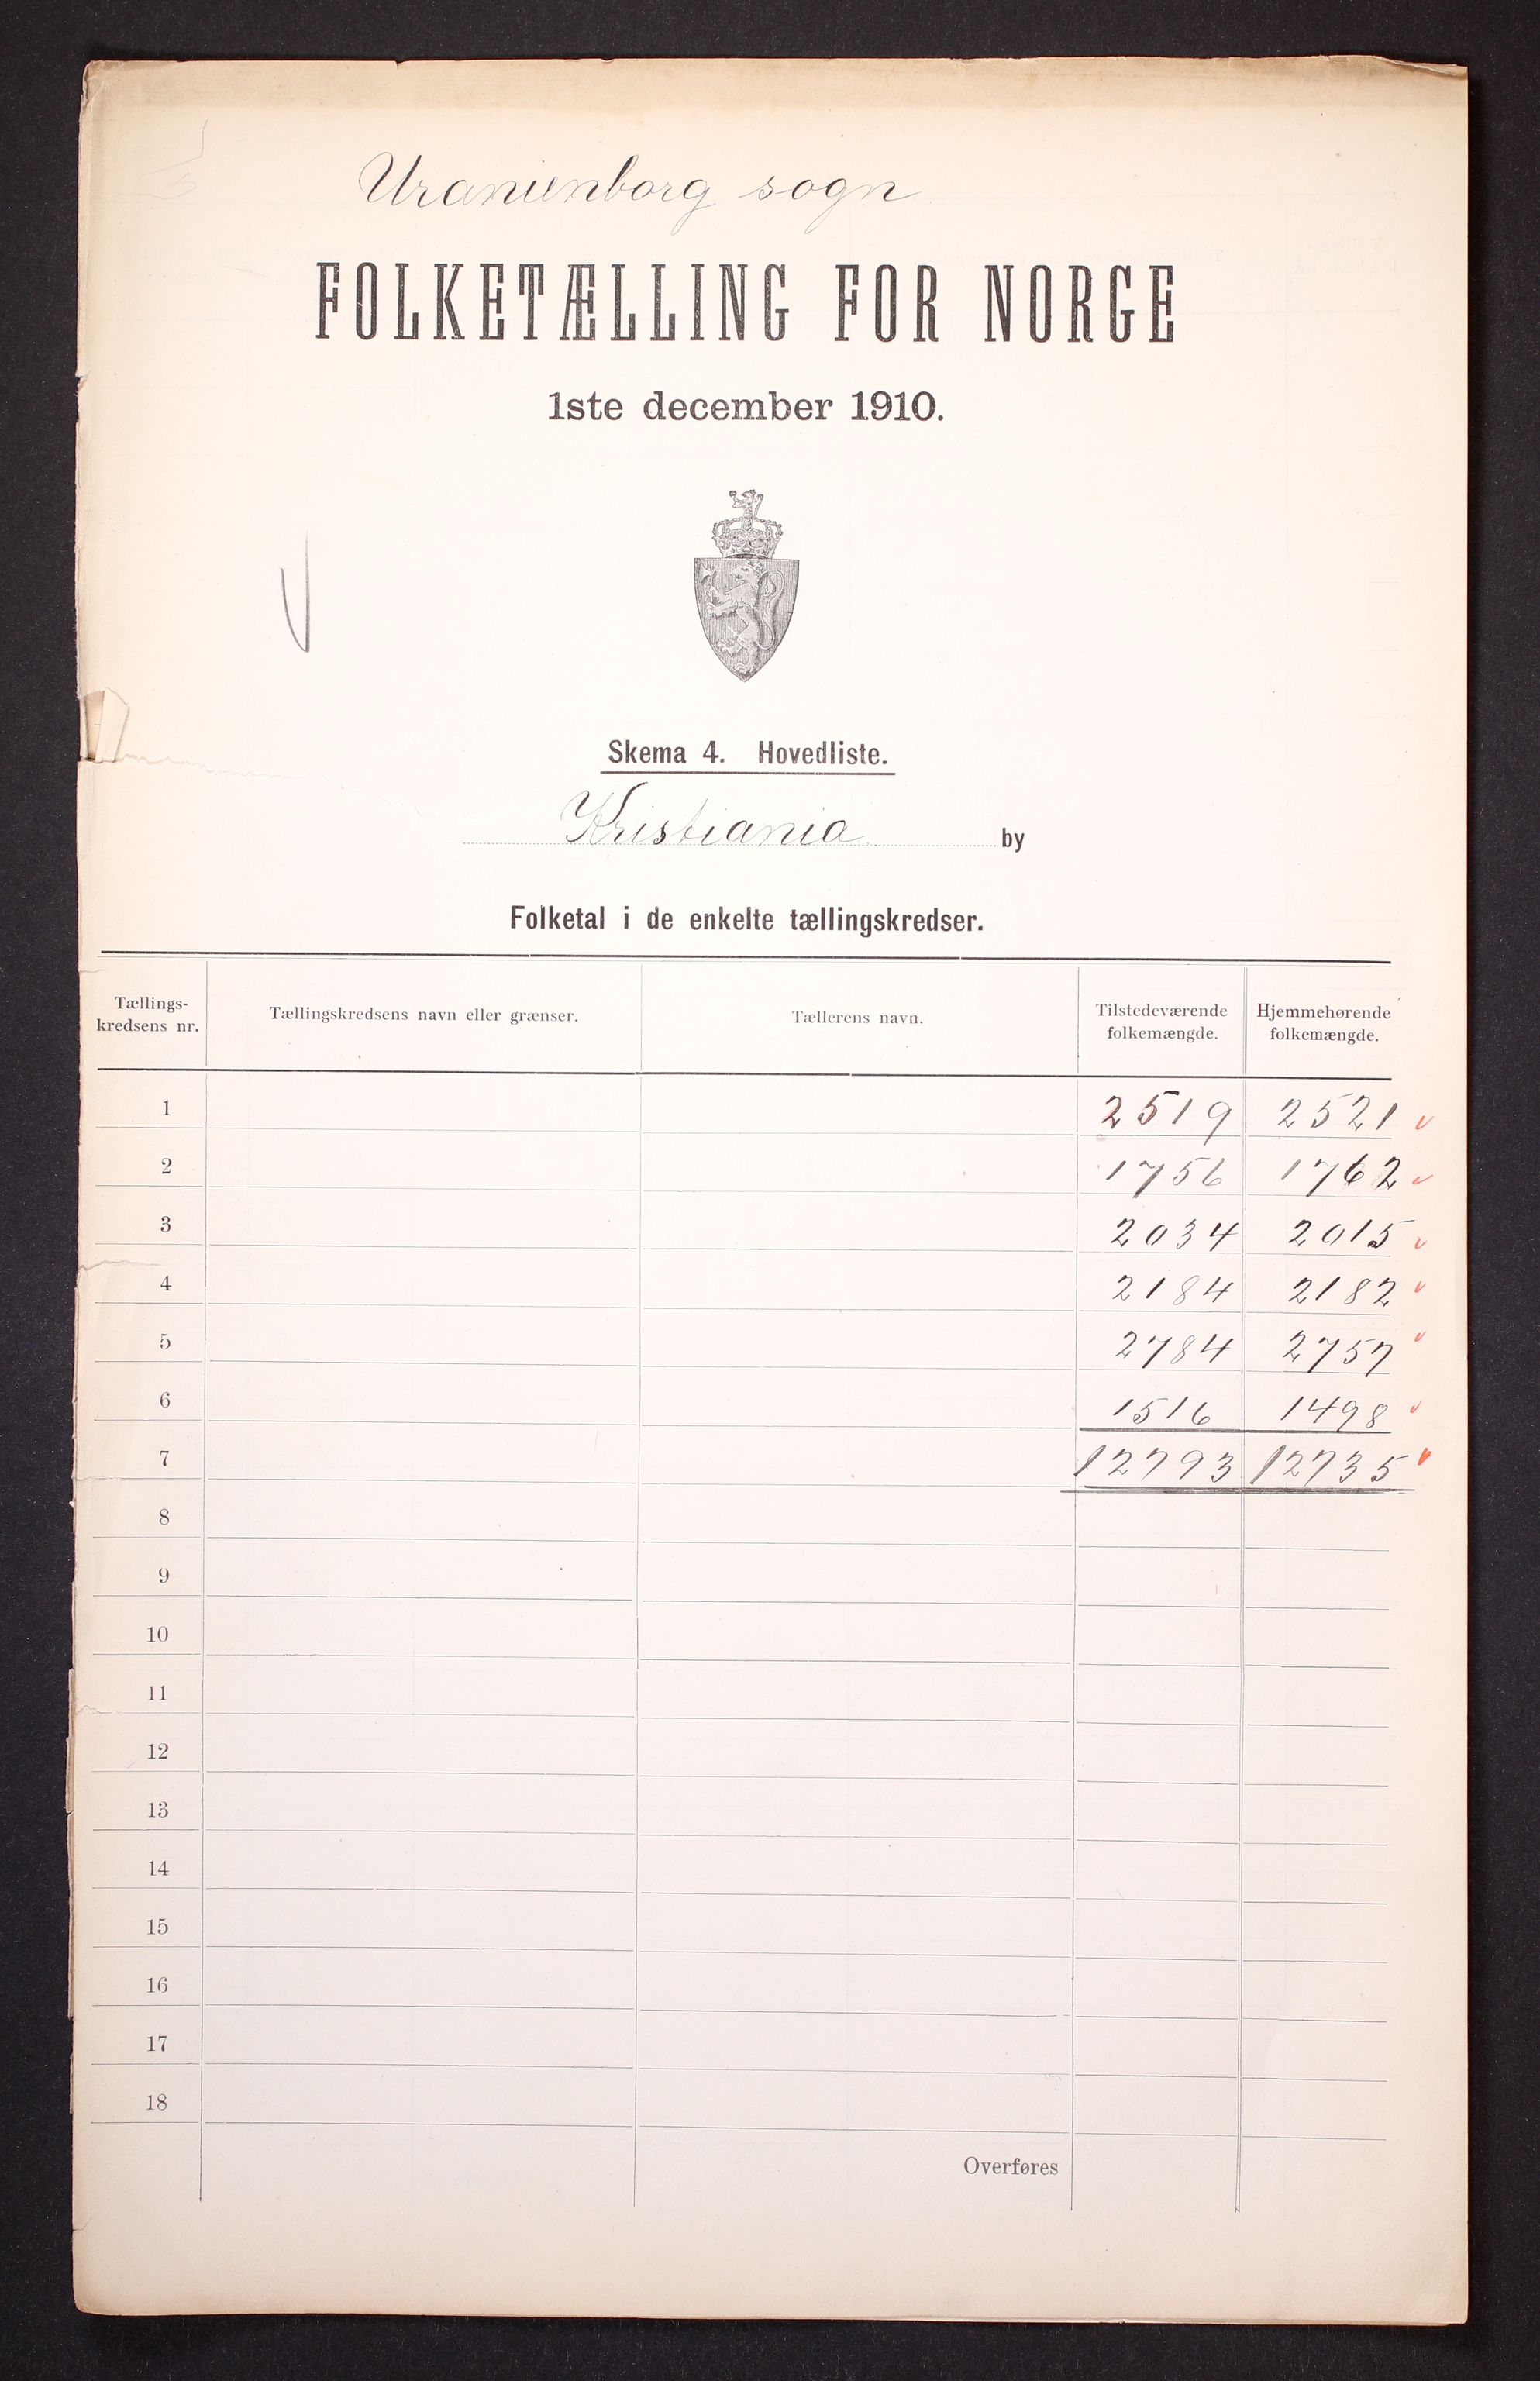 Uranienborg sogn
FOLKETÆLLING FOR NORGE
1ste december 1910.
Skema 4. Hovedliste.
Kristiania by
Folketal i de enkelte tællingskredser.
Tællings-
kredsens nr.
Tællingskredsens navn eller grænser.
Tællerens navn.
Tilstedeværende
folkemængde.
Hjemmehørende
folkemængde.
1 2519 2521
2 1756 1762
3 2034 2015
4 2184 2182
5 2784 2757
6 1516 1498
7 12793 12735
8
9
10
11
12
13
14
15
16
17
18
Overføres